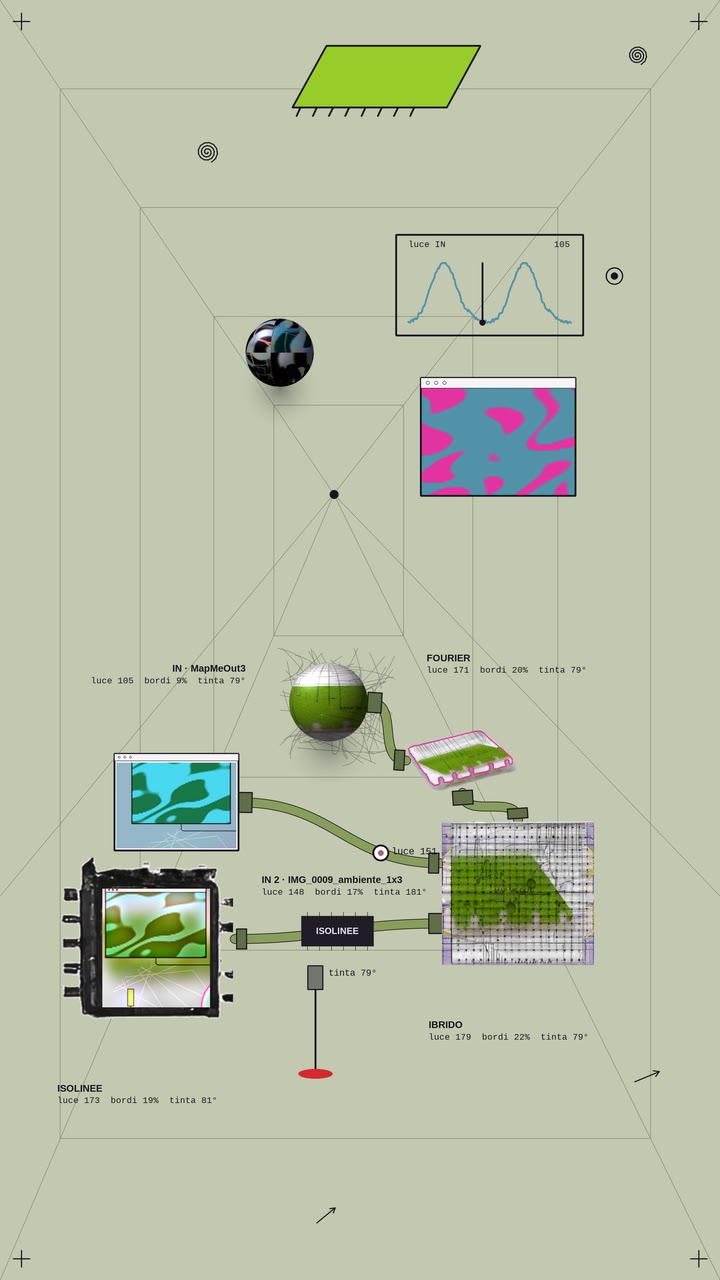 luce IN 105
IN · MapMeOut3
luce 105 bordi 9% tinta 79°
FOURIER
luce 171 bordi 20% tinta 79°
luce 151
IN 2 · IMG_0009_ambiente_1x3
luce 148 bordi 17% tinta 181°
ISOLINEE
tinta 79°
IBRIDO
luce 179 bordi 22% tinta 79°
ISOLINEE
luce 173 bordi 19% tinta 81°